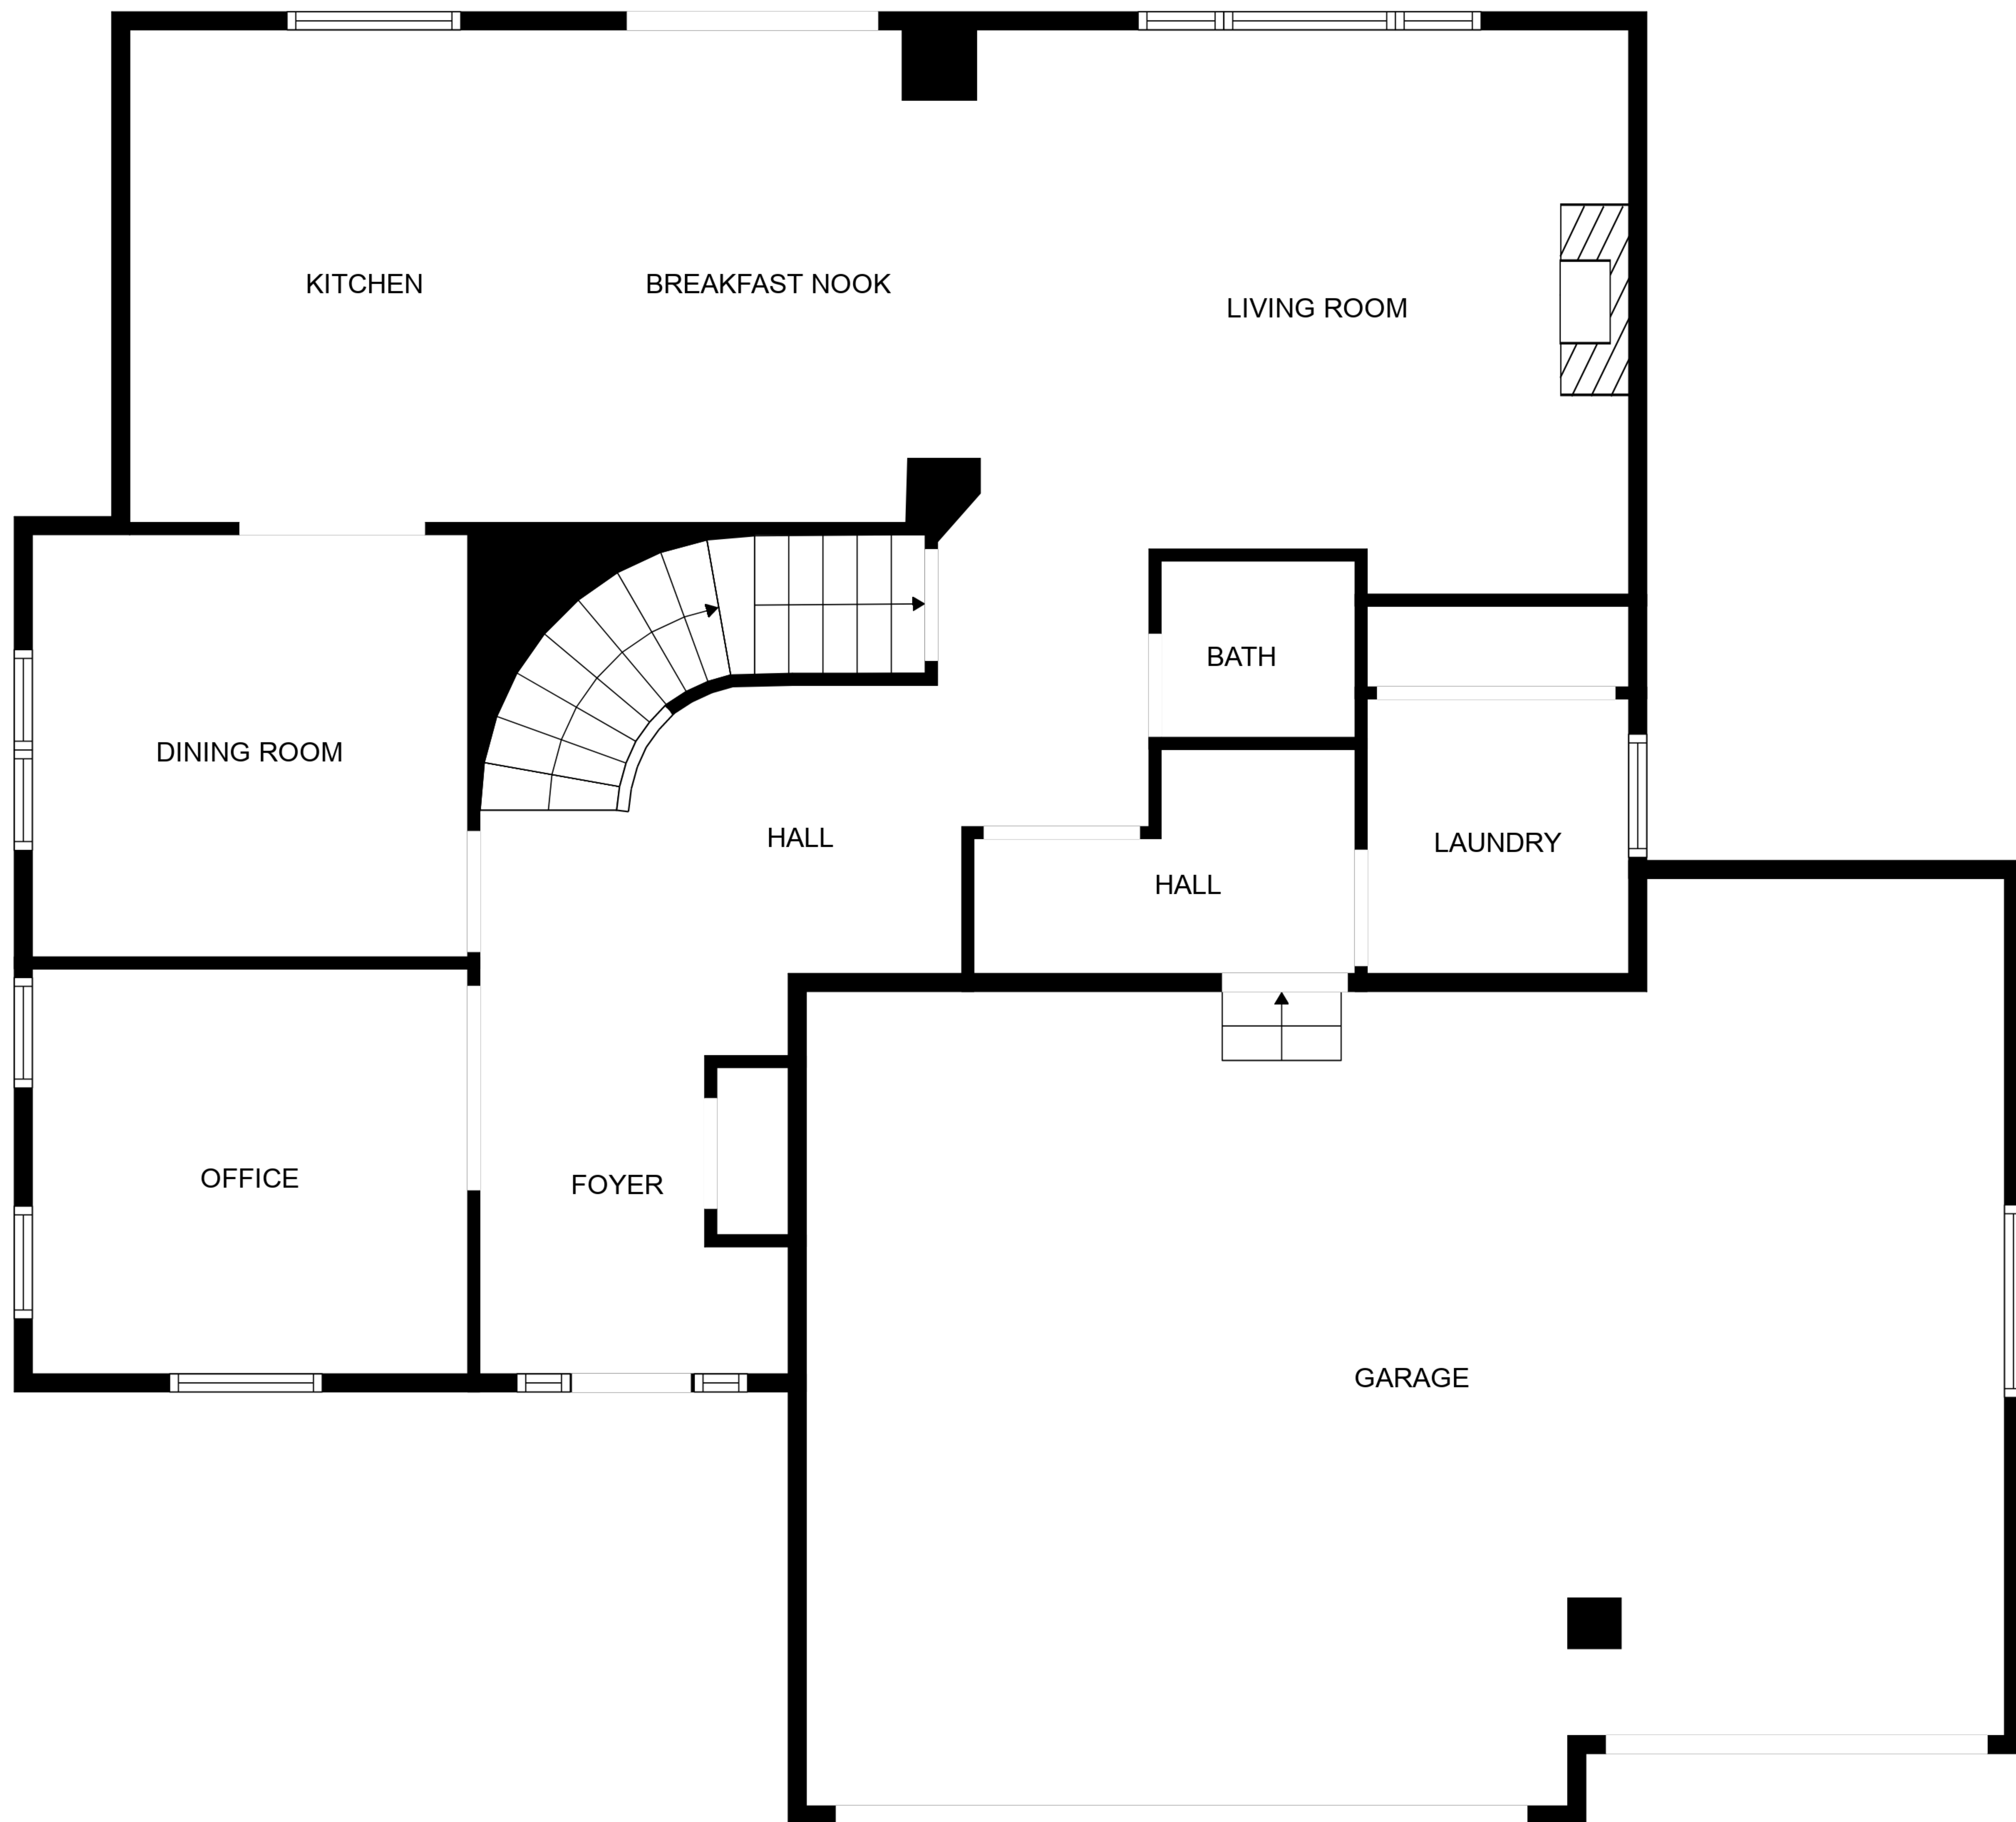 KITCHEN
BREAKFAST NOOK
LIVING ROOM
BATH
DINING ROOM
HALL
LAUNDRY
HALL
OFFICE
FOYER
GARAGE